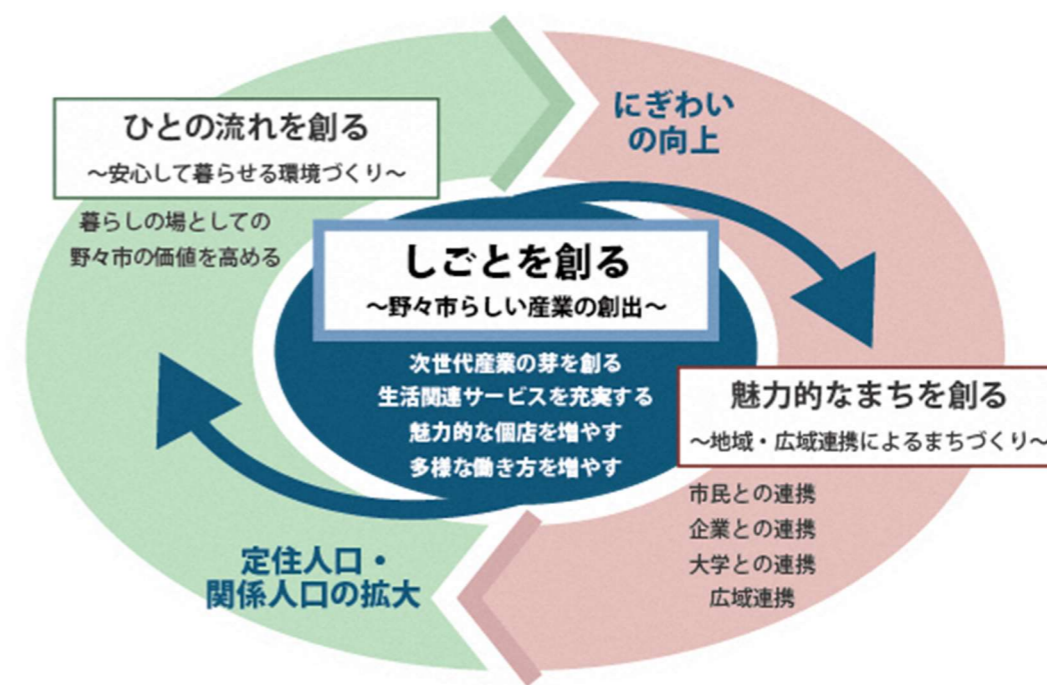 ひとの流れを創る
～安心して暮らせる環境づくり～
暮らしの場としての
野々市の価値を高める
にぎわい
の向上
しごとを創る
～野々市らしい産業の創出～
次世代産業の芽を創る
生活関連サービスを充実する
魅力的な個店を増やす
多様な働き方を増やす
魅力的なまちを創る
～地域・広域連携によるまちづくり～
市民との連携
企業との連携
大学との連携
広域連携
定住人口・
関係人口の拡大